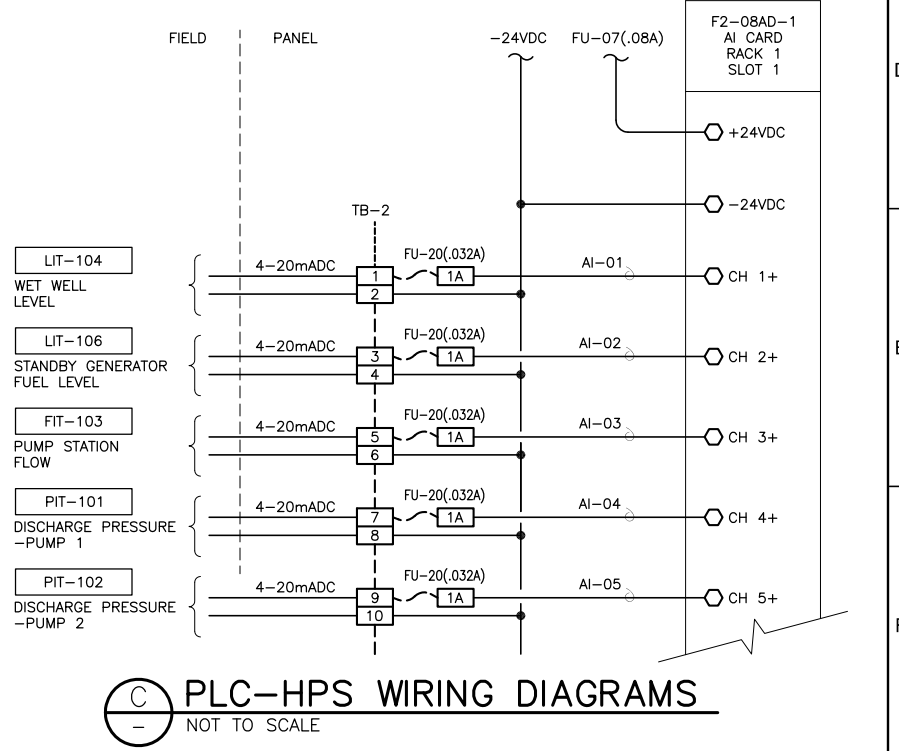 FIELD
PANEL
-24VDC
FU-07(.08A)
F2-08AD-1
AI CARD
RACK 1
SLOT 1
+24VDC
-24VDC
TB-2
LIT-104
WET WELL
LEVEL
4-20mADC
1
2
FU-20(.032A)
1A
AI-01
CH 1+
LIT-106
STANDBY GENERATOR
FUEL LEVEL
4-20mADC
3
4
FU-20(.032A)
1A
AI-02
CH 2+
FIT-103
PUMP STATION
FLOW
4-20mADC
5
6
FU-20(.032A)
1A
AI-03
CH 3+
PIT-101
DISCHARGE PRESSURE
-PUMP 1
4-20mADC
7
8
FU-20(.032A)
1A
AI-04
CH 4+
PIT-102
DISCHARGE PRESSURE
-PUMP 2
4-20mADC
9
10
FU-20(.032A)
1A
AI-05
CH 5+
C
-
PLC-HPS WIRING DIAGRAMS
NOT TO SCALE